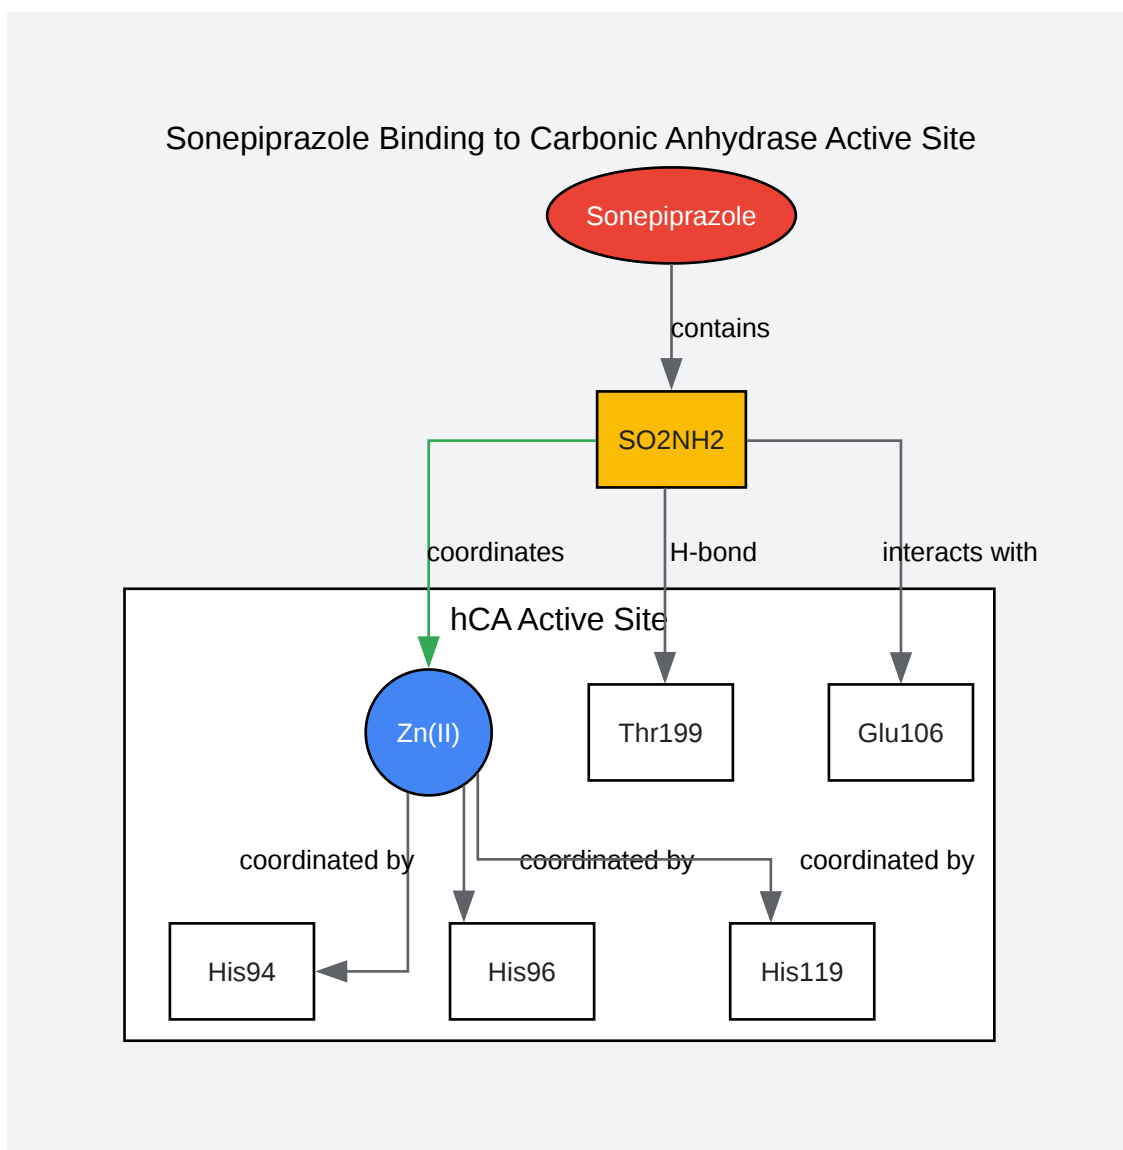 Sonepiprazole Binding to Carbonic Anhydrase Active Site
Sonepiprazole
contains
SO2NH2
coordinates
H-bond
interacts with
hCA Active Site
Zn(II)
Thr199
Glu106
coordinated by
coordinated by
coordinated by
His94
His96
His119